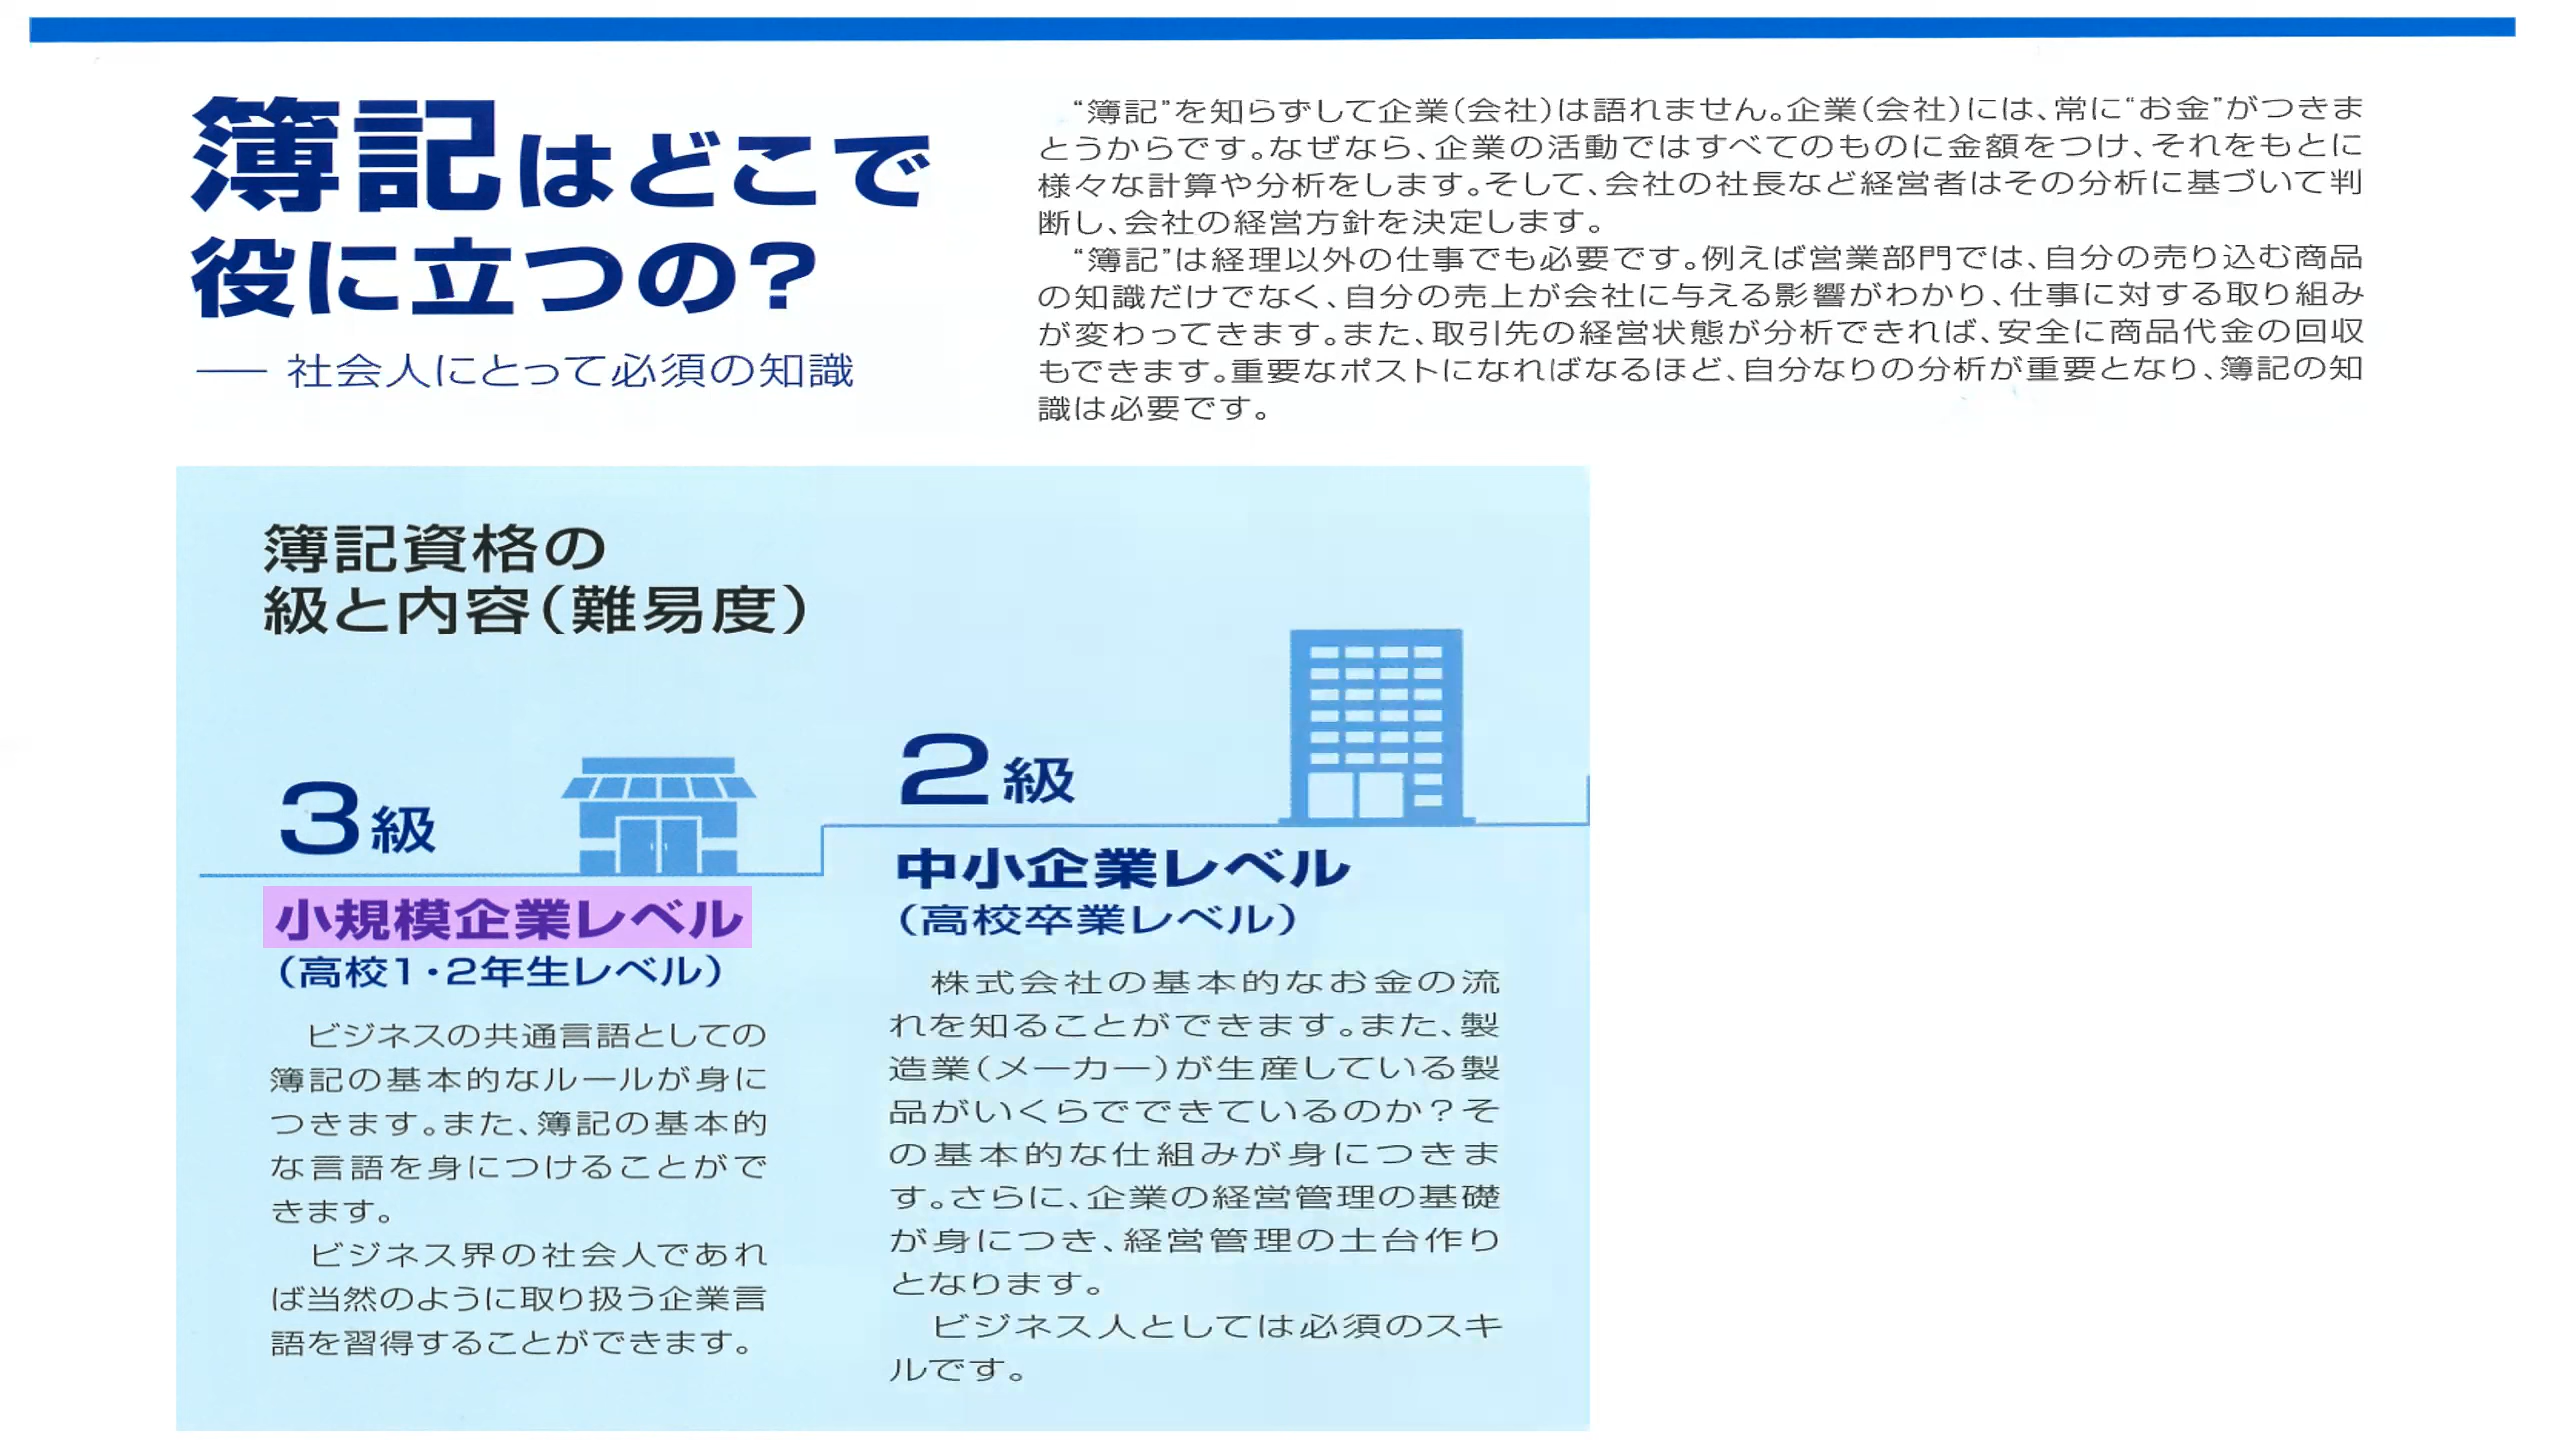 簿記はどこで
役に立つの?
── 社会人にとって必須の知識
“簿記”を知らずして企業(会社)は語れません。企業(会社)には、常に“お金”がつきま
とうからです。なぜなら、企業の活動ではすべてのものに金額をつけ、それをもとに
様々な計算や分析をします。そして、会社の社長など経営者はその分析に基づいて判
断し、会社の経営方針を決定します。
“簿記”は経理以外の仕事でも必要です。例えば営業部門では、自分の売り込む商品
の知識だけでなく、自分の売上が会社に与える影響がわかり、仕事に対する取り組み
が変わってきます。また、取引先の経営状態が分析できれば、安全に商品代金の回収
もできます。重要なポストになればなるほど、自分なりの分析が重要となり、簿記の知
識は必要です。
簿記資格の
級と内容(難易度)
3級
小規模企業レベル
(高校1・2年生レベル)
ビジネスの共通言語としての
簿記の基本的なルールが身に
つきます。また、簿記の基本的
な言語を身につけることがで
きます。
ビジネス界の社会人であれ
ば当然のように取り扱う企業言
語を習得することができます。
2級
中小企業レベル
(高校卒業レベル)
株式会社の基本的なお金の流
れを知ることができます。また、製
造業(メーカー)が生産している製
品がいくらでできているのか?そ
の基本的な仕組みが身につきま
す。さらに、企業の経営管理の基礎
が身につき、経営管理の土台作り
となります。
ビジネス人としては必須のスキ
ルです。